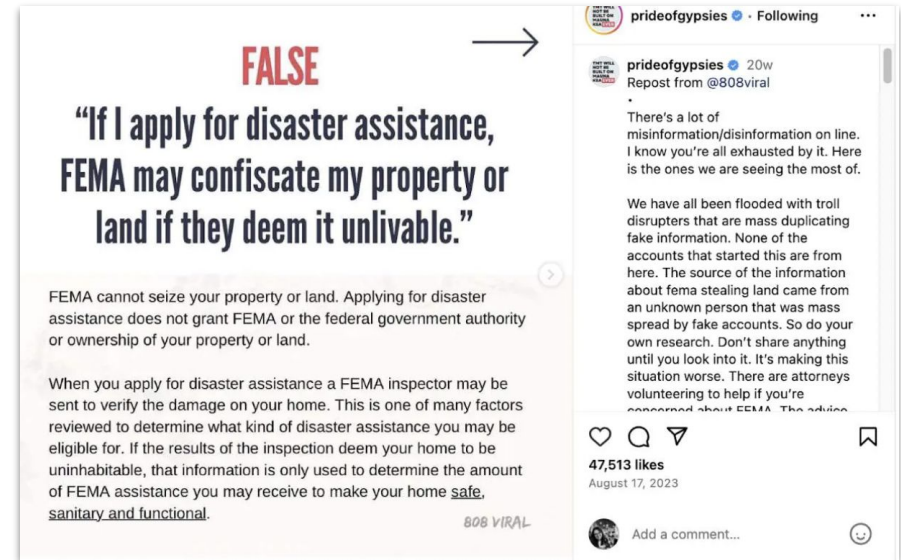 FALSE
“If I apply for disaster assistance,
FEMA may confiscate my property or
land if they deem it unlivable.”
FEMA cannot seize your property or land. Applying for disaster
assistance does not grant FEMA or the federal government authority
or ownership of your property or land.
When you apply for disaster assistance a FEMA inspector may be
sent to verify the damage on your home. This is one of many factors
reviewed to determine what kind of disaster assistance you may be
eligible for. If the results of the inspection deem your home to be
uninhabitable, that information is only used to determine the amount
of FEMA assistance you may receive to make your home safe,
sanitary and functional.
808 VIRAL
prideofgypsies • Following
prideofgypsies 20w
Repost from @808viral
•
There’s a lot of
misinformation/disinformation on line.
I know you’re all exhausted by it. Here
is the ones we are seeing the most of.
We have all been flooded with troll
disrupters that are mass duplicating
fake information. None of the
accounts that started this are from
here. The source of the information
about fema stealing land came from
an unknown person that was mass
spread by fake accounts. So do your
own research. Don’t share anything
until you look into it. It’s making this
situation worse. There are attorneys
volunteering to help if you’re
concerned about FEMA. The advice
47,513 likes
August 17, 2023
Add a comment...